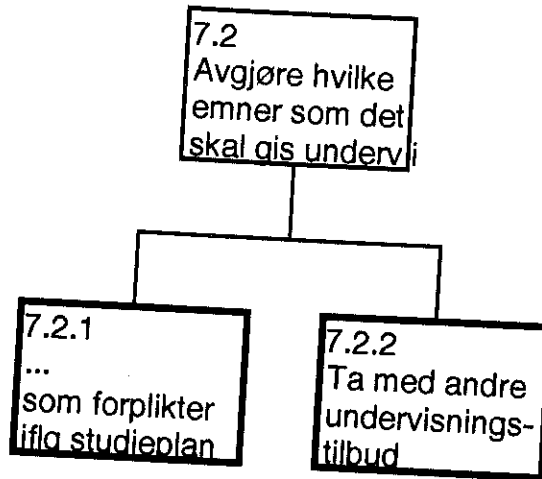 7.2
Avgjøre hvilke
emner som det
skal gis undervi
7.2.1
...
som forplikter
iflg studieplan
7.2.2
Ta med andre
undervisnings-
tilbud